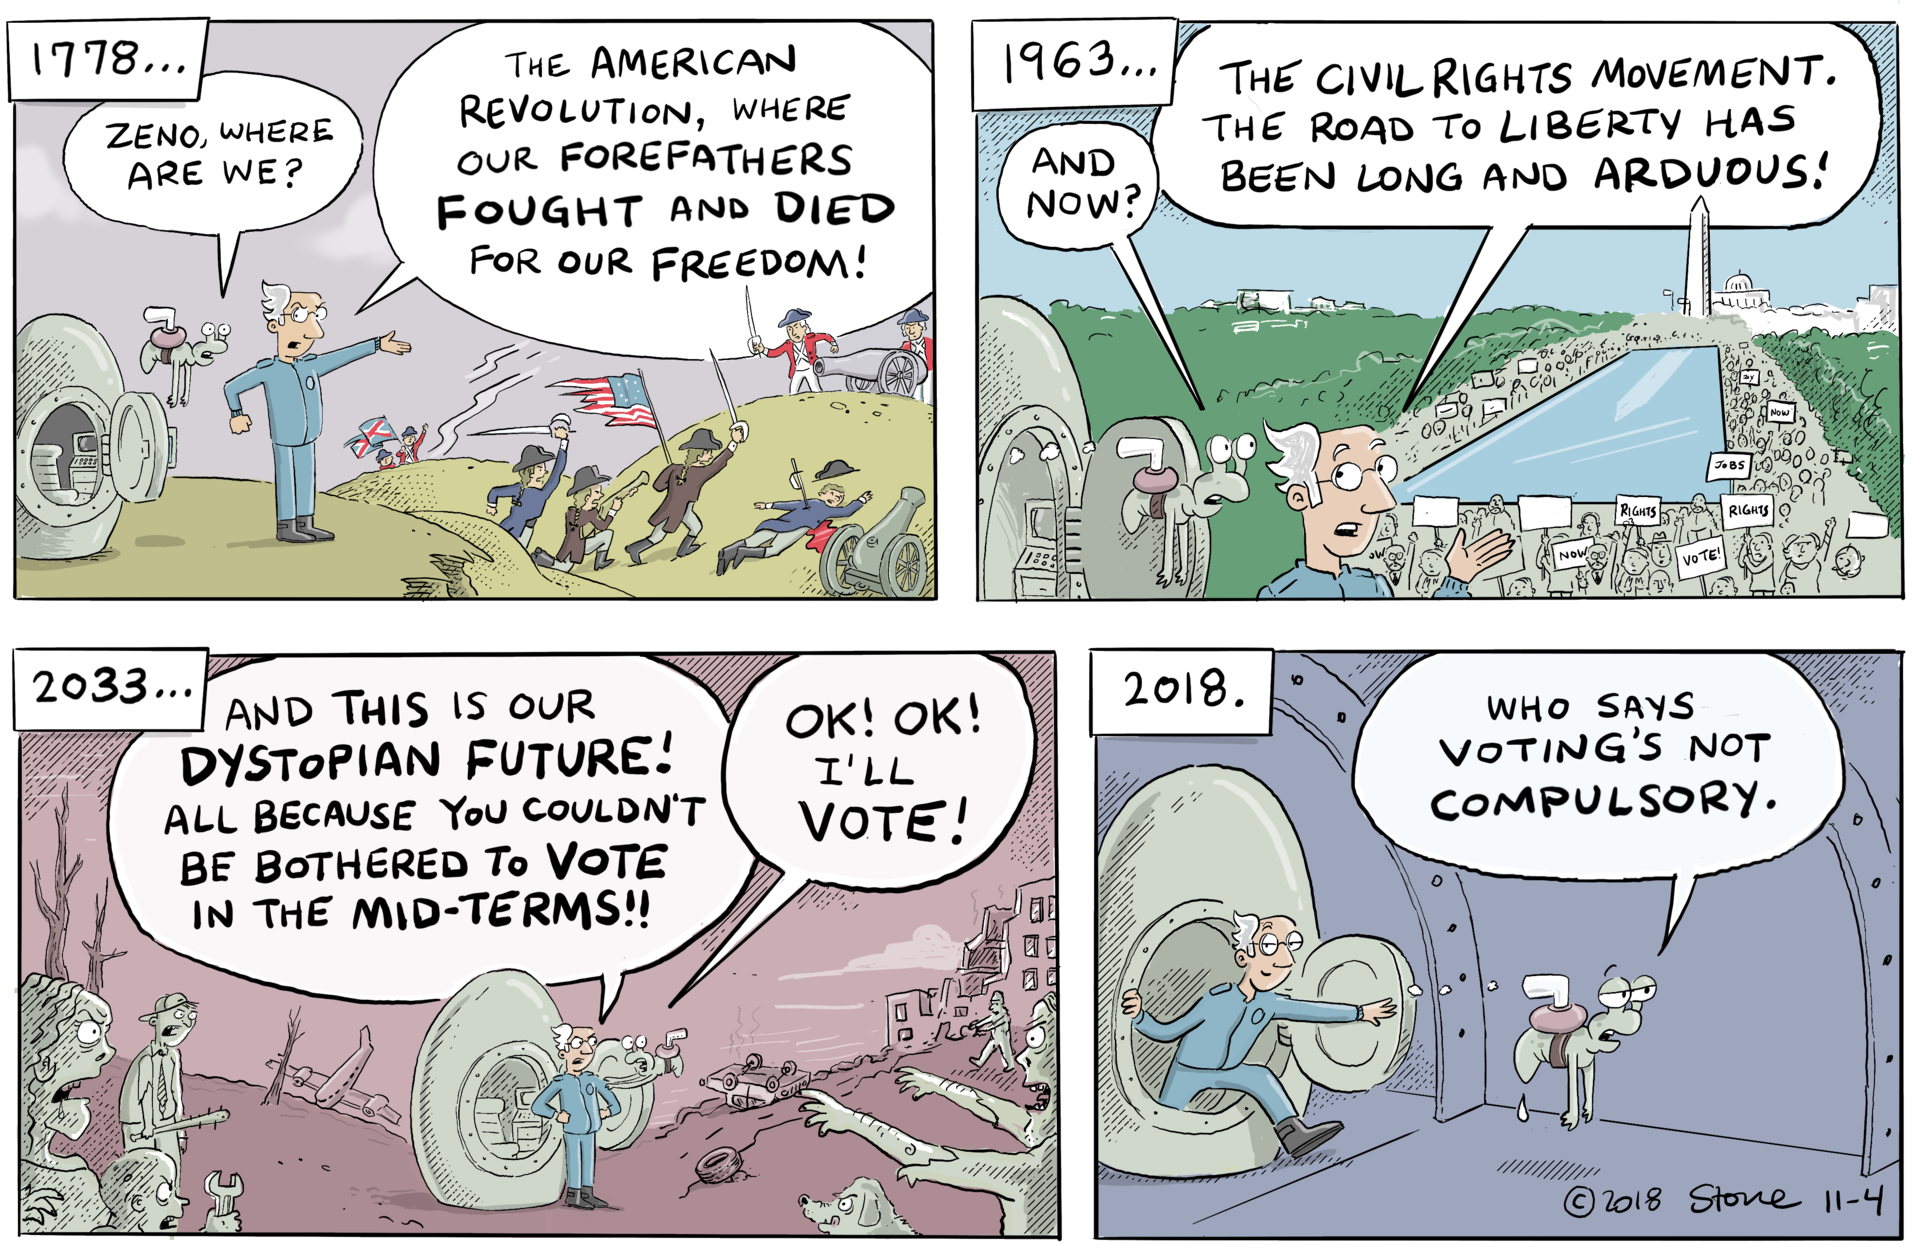 1778...
ZENO, WHERE
ARE WE?
THE AMERICAN
REVOLUTION, WHERE
OUR FOREFATHERS
FOUGHT AND DIED
FOR OUR FREEDOM!
1963...
AND
NOW?
THE CIVIL RIGHTS MOVEMENT.
THE ROAD TO LIBERTY HAS
BEEN LONG AND ARDUOUS!
NOW
JOBS
RIGHTS
RIGHTS
NOW
VOTE!
2033...
AND THIS IS OUR
DYSTOPIAN FUTURE!
ALL BECAUSE YOU COULDN'T
BE BOTHERED TO VOTE
IN THE MID-TERMS!!
OK! OK!
I'LL
VOTE!
2018.
WHO SAYS
VOTING'S NOT
COMPULSORY.
©2018 Stone 11-4